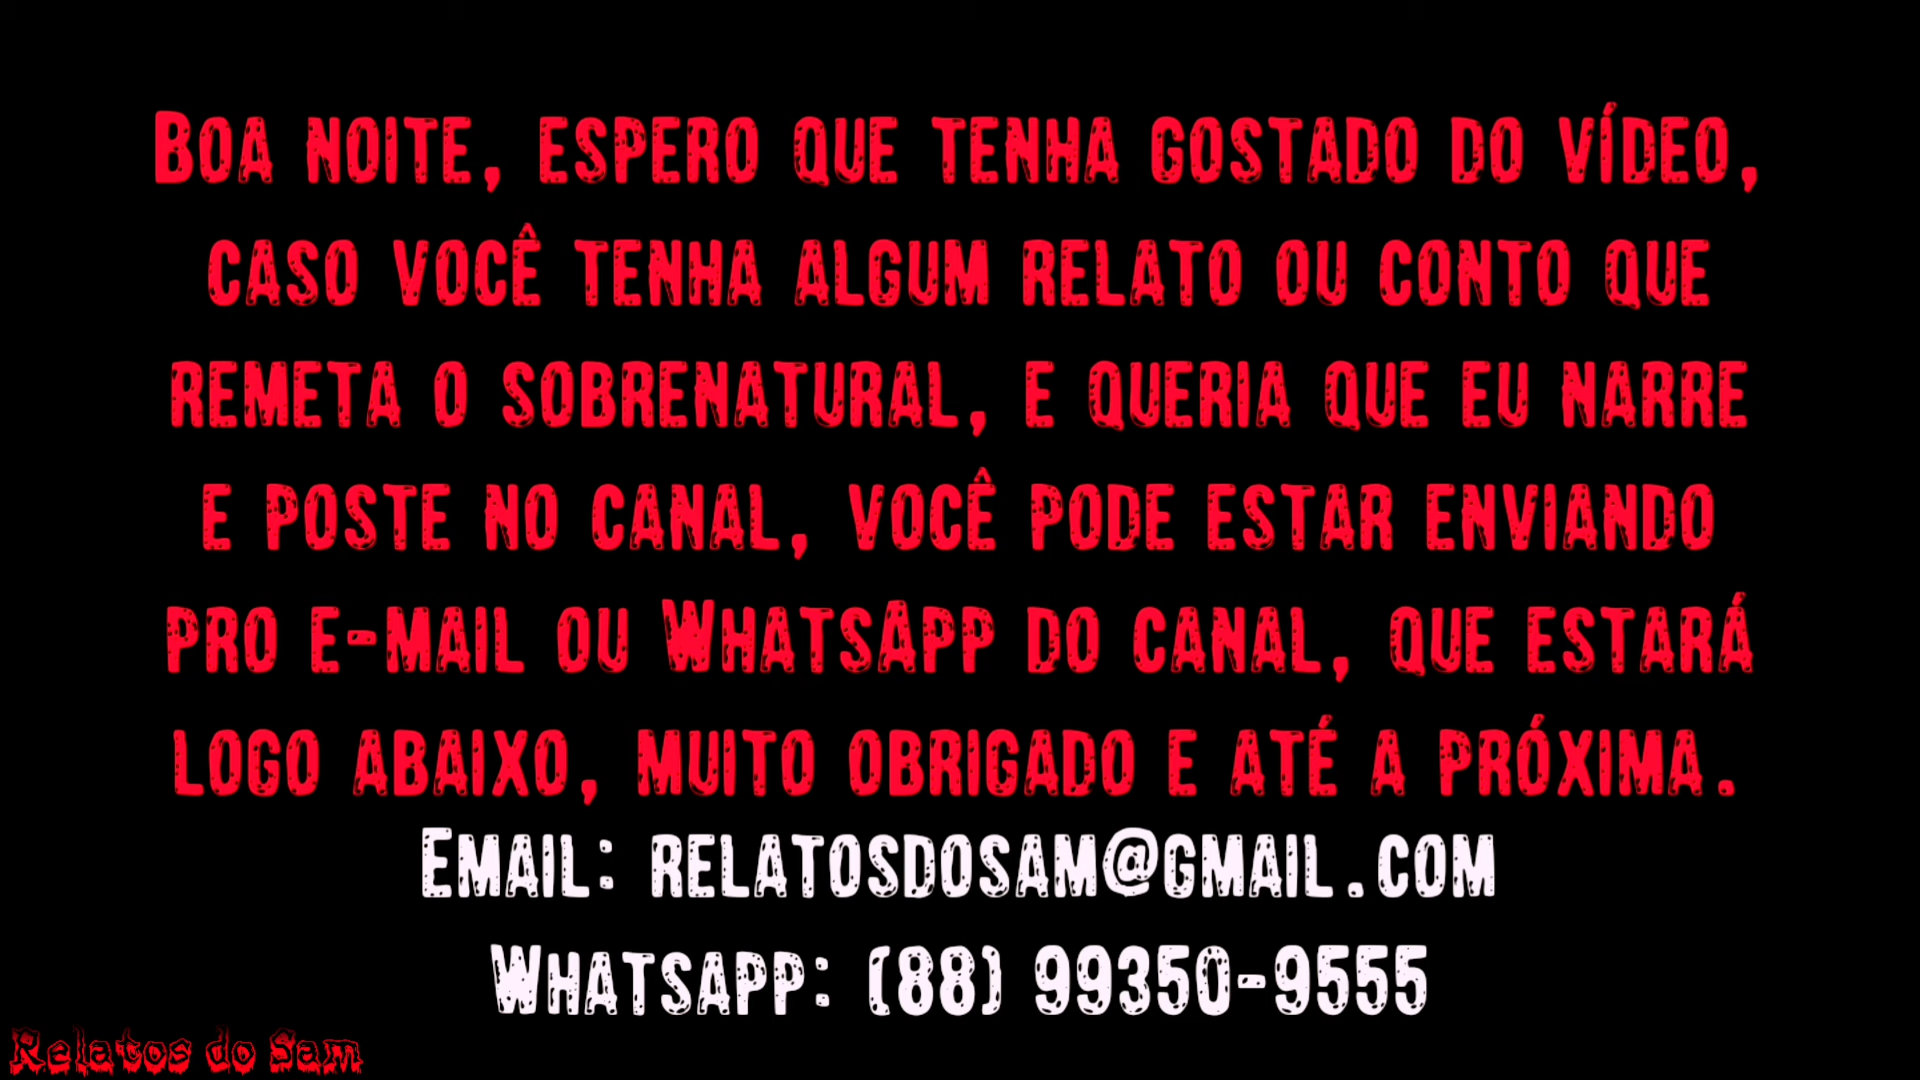 Boa noite, espero que tenha gostado do vídeo,
caso você tenha algum relato ou conto que
remeta o sobrenatural, e queria que eu narre
e poste no canal, você pode estar enviando
pro e-mail ou WhatsApp do canal, que estará
logo abaixo, muito obrigado e até a próxima.
Email: relatosdosam@gmail.com
Whatsapp: (88) 99350-9555
Relatos do Sam